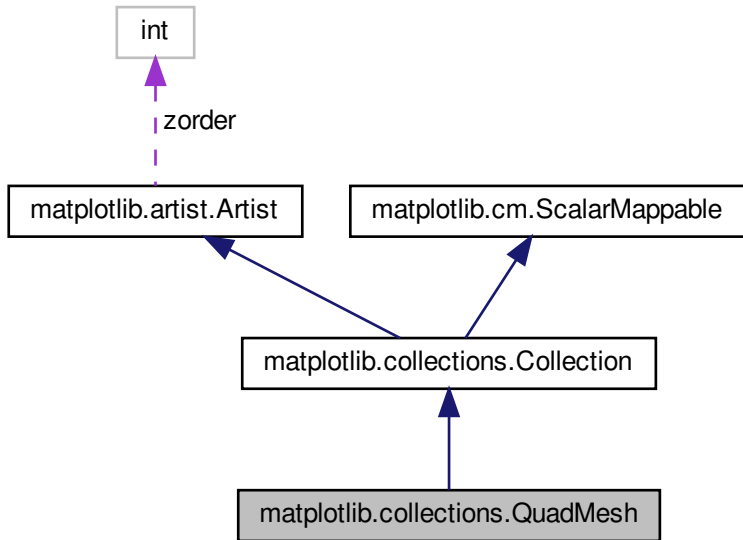 int
zorder
matplotlib.artist.Artist
matplotlib.cm.ScalarMappable
matplotlib.collections.Collection
matplotlib.collections.QuadMesh